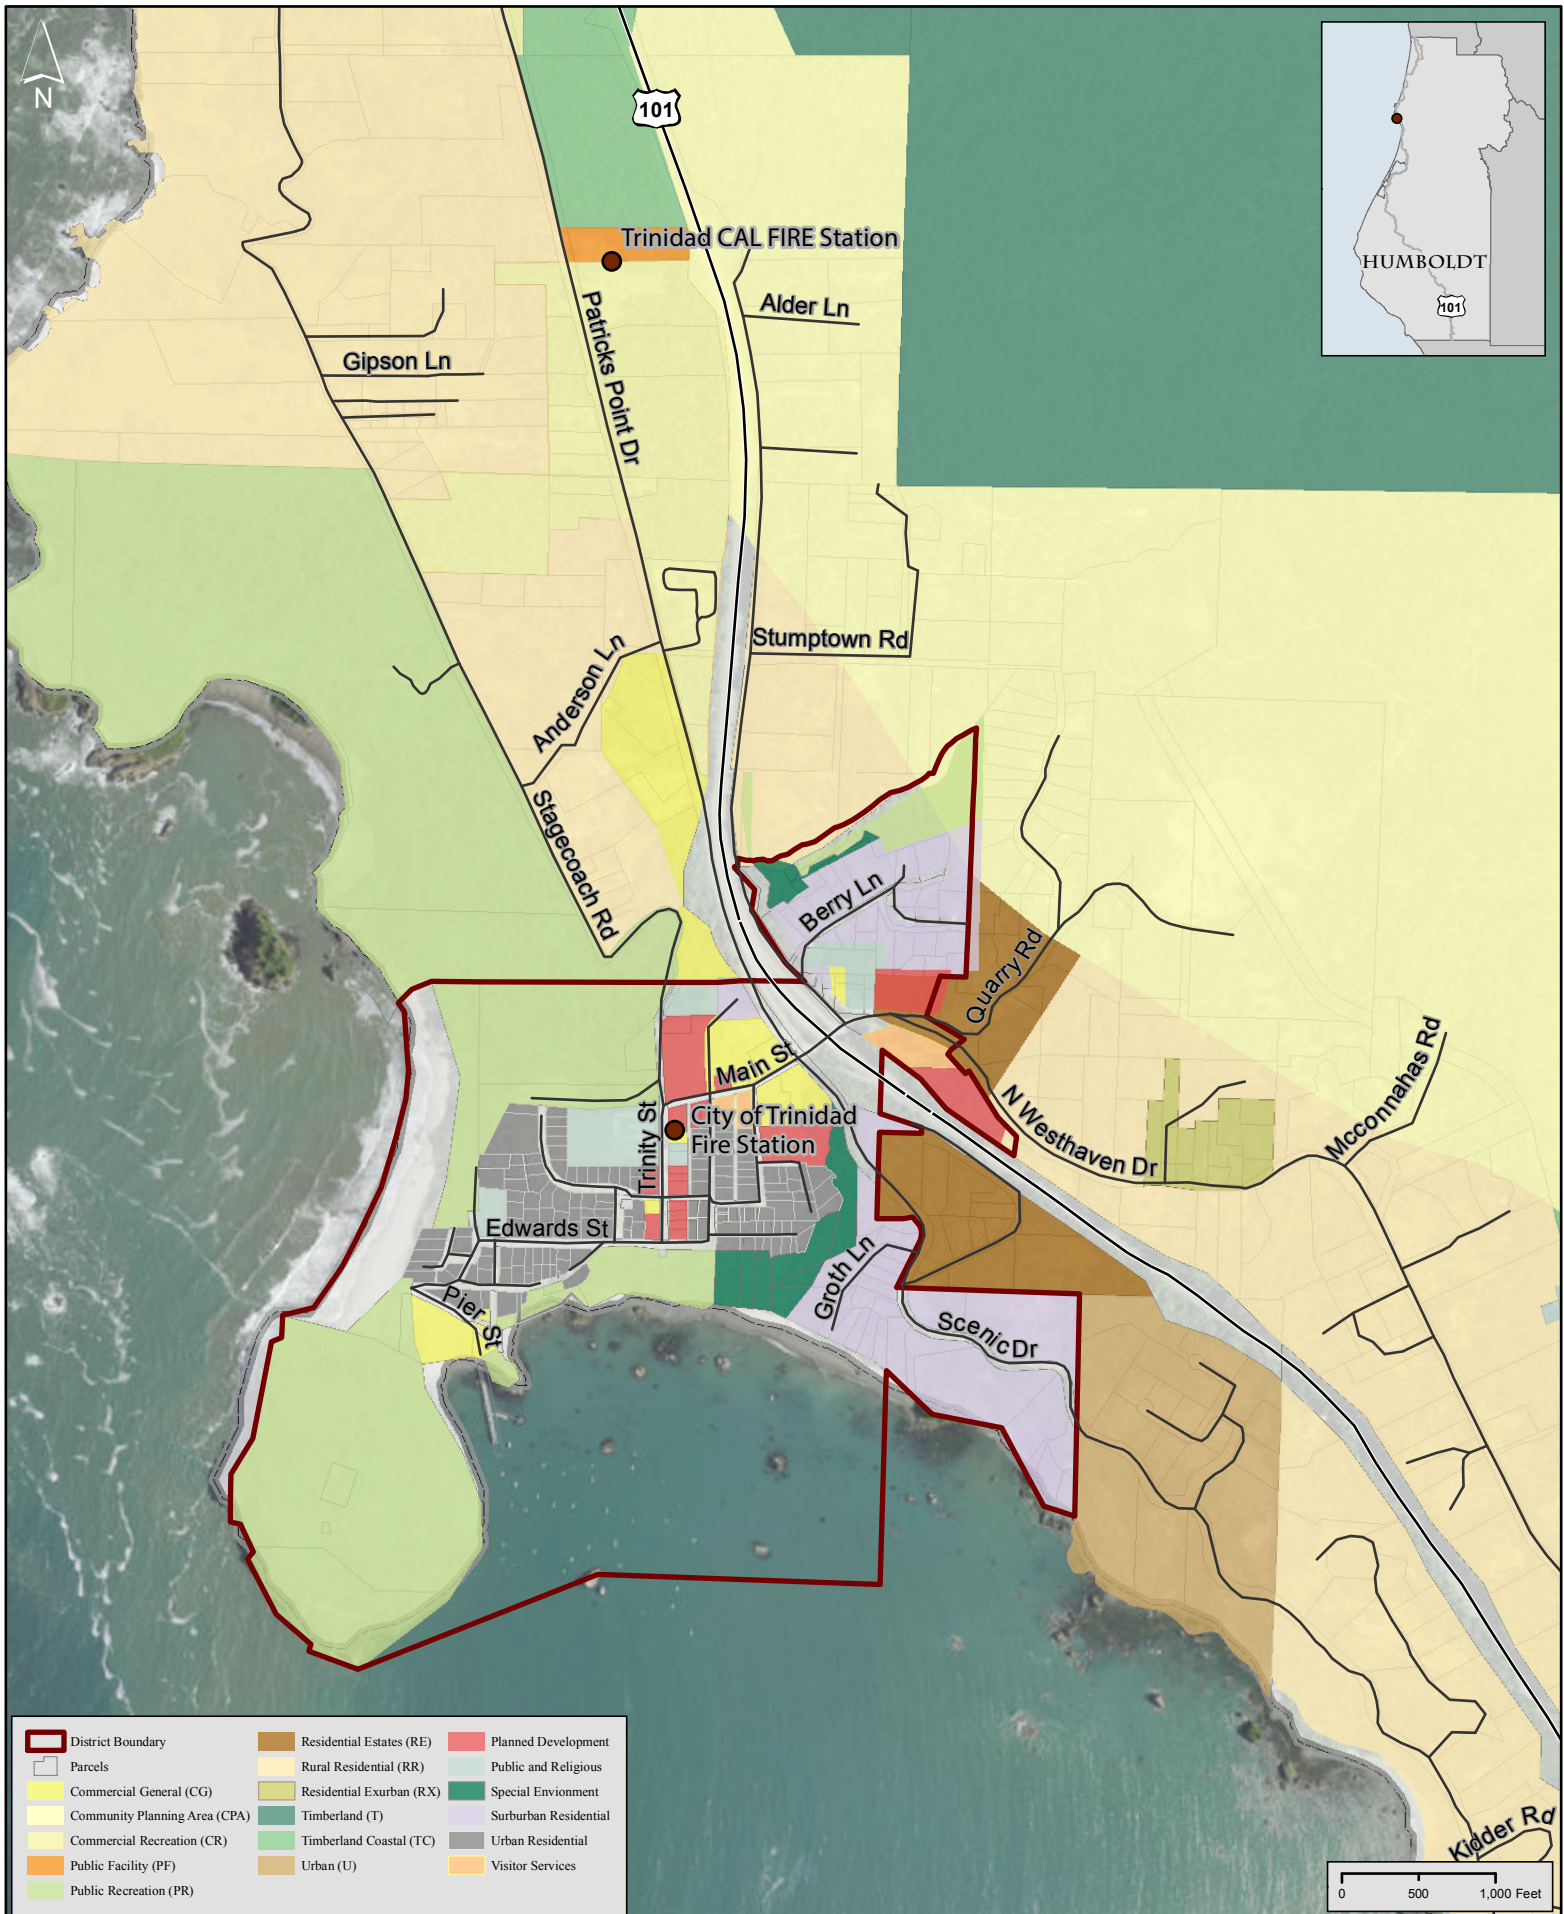 N
101
Trinidad CAL FIRE Station
Alder Ln
HUMBOLDT
101
Patricks Point Dr
Gipson Ln
Stumptown Rd
Anderson Ln
Stagecoach Rd
Berry Ln
Quarry Rd
Main St
Trinity St
City of Trinidad
Fire Station
N Westhaven Dr
Mcconnahas Rd
Edwards St
Groth Ln
Pier St
Scenic Dr
Kidder Rd
District Boundary
Parcels
Commercial General (CG)
Community Planning Area (CPA)
Commercial Recreation (CR)
Public Facility (PF)
Public Recreation (PR)
Residential Estates (RE)
Rural Residential (RR)
Residential Exurban (RX)
Timberland (T)
Timberland Coastal (TC)
Urban (U)
Planned Development
Public and Religious
Special Envionment
Surburban Residential
Urban Residential
Visitor Services
0 500 1,000 Feet